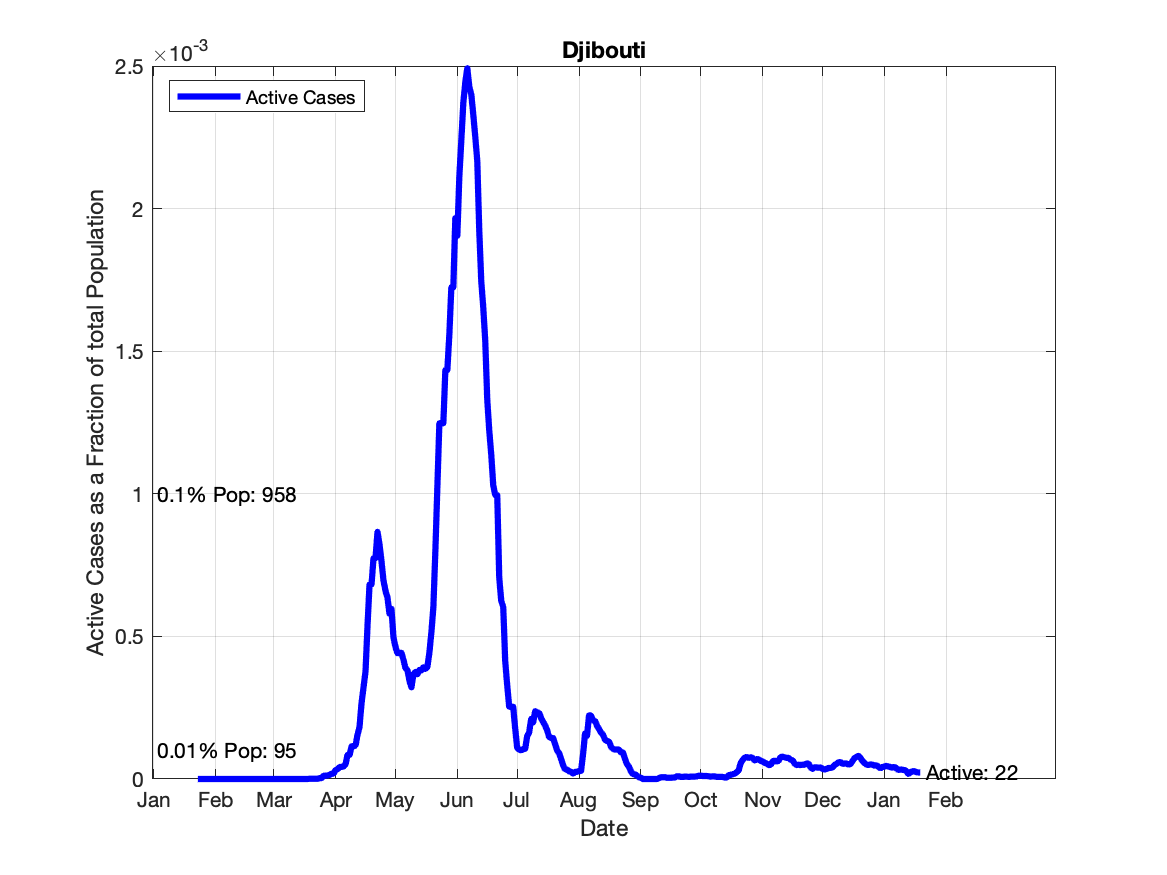 Djibouti
×10-3
2.5
2
1.5
1
0.5
0
Active Cases
0.1% Pop: 958
0.01% Pop: 95
Active: 22
Active Cases as a Fraction of total Population
Jan Feb Mar Apr May Jun Jul Aug Sep Oct Nov Dec Jan Feb
Date